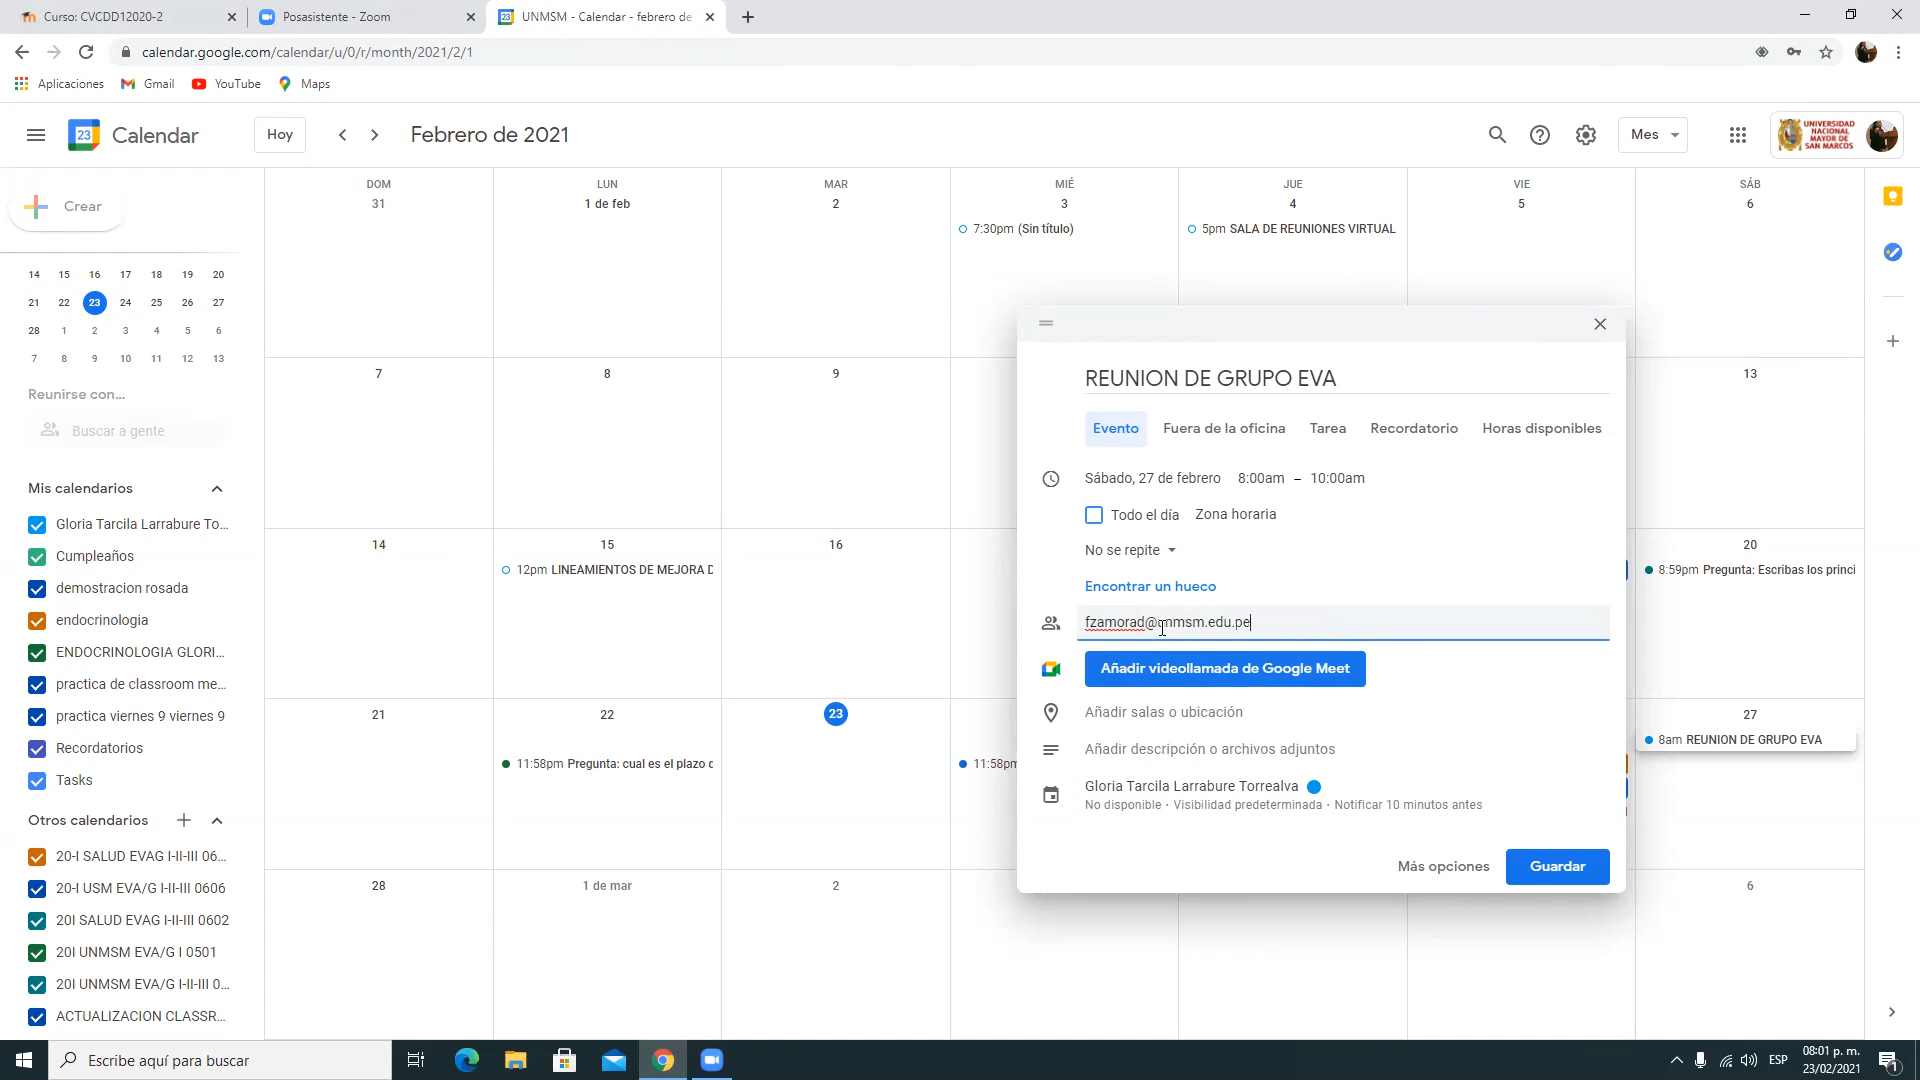 Curso: CVCDD12020-2
Posasistente - Zoom
UNMSM - Calendar - febrero de
calendar.google.com/calendar/u/0/r/month/2021/2/1
Aplicaciones
Gmail
YouTube
Maps
23
Calendar
Hoy
Febrero de 2021
Mes
UNIVERSIDAD
NACIONAL
MAYOR DE
SAN MARCOS
Crear
14 15 16 17 18 19 20
21 22 23 24 25 26 27
28 1 2 3 4 5 6
7 8 9 10 11 12 13
Reunirse con...
Buscar a gente
Mis calendarios
Gloria Tarcila Larrabure To...
Cumpleaños
demostracion rosada
endocrinologia
ENDOCRINOLOGIA GLORI...
practica de classroom me...
practica viernes 9 viernes 9
Recordatorios
Tasks
Otros calendarios
20-I SALUD EVAG I-II-III 06...
20-I USM EVA/G I-II-III 0606
20I SALUD EVAG I-II-III 0602
20I UNMSM EVA/G I 0501
20I UNMSM EVA/G I-II-III 0...
ACTUALIZACION CLASSR...
DOM LUN MAR MIÉ JUE VIE SÁB
31 1 de feb 2 3 4 5 6
7:30pm (Sin título)
5pm SALA DE REUNIONES VIRTUAL
7 8 9 13
14 15 16 20
12pm LINEAMIENTOS DE MEJORA D
8:59pm Pregunta: Escribas los princi
21 22 23 27
11:58pm Pregunta: cual es el plazo d
11:58pm
8am REUNION DE GRUPO EVA
28 1 de mar 2 6
REUNION DE GRUPO EVA
Evento
Fuera de la oficina
Tarea
Recordatorio
Horas disponibles
Sábado, 27 de febrero 8:00am – 10:00am
Todo el día Zona horaria
No se repite
Encontrar un hueco
fzamorad@unmsm.edu.pe
Añadir videollamada de Google Meet
Añadir salas o ubicación
Añadir descripción o archivos adjuntos
Gloria Tarcila Larrabure Torrealva
No disponible · Visibilidad predeterminada · Notificar 10 minutos antes
Más opciones
Guardar
Escribe aquí para buscar
ESP
08:01 p. m.
23/02/2021
1